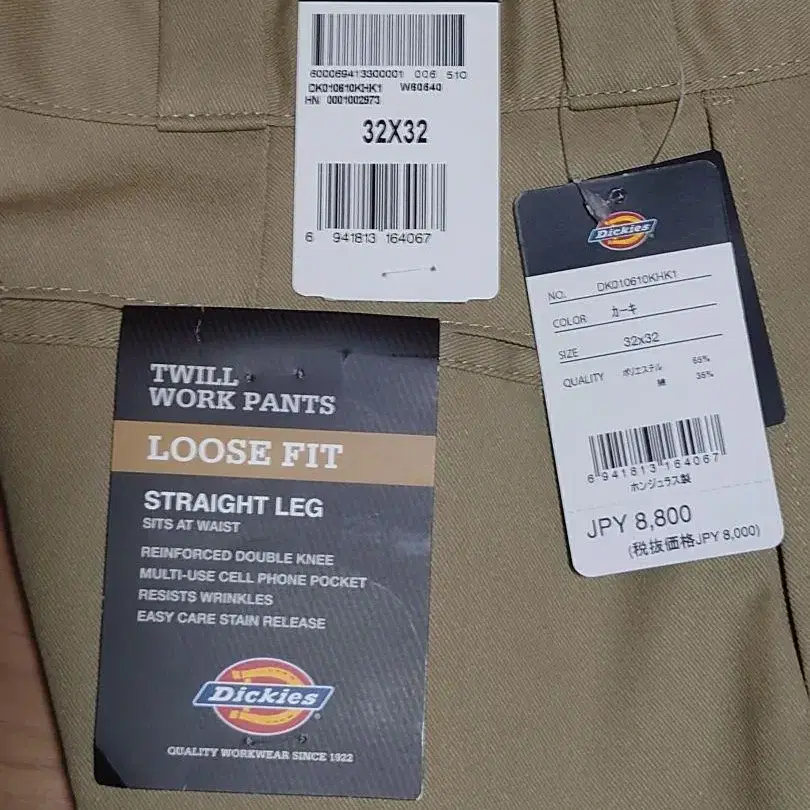 600069413300001 006 510
DK010610KHK1 W60640
HN 0001002973
32X32
6 941813 164067
TWILL
WORK PANTS
LOOSE FIT
STRAIGHT LEG
SITS AT WAIST
REINFORCED DOUBLE KNEE
MULTI-USE CELL PHONE POCKET
RESISTS WRINKLES
EASY CARE STAIN RELEASE
Dickies
QUALITY WORKWEAR SINCE 1922
Dickies
NO. DK010610KHK1
COLOR カーキ
SIZE 32x32
QUALITY ポリエステル 65%
綿 35%
6 941813 164067
ホンジュラス製
JPY 8,800
(税抜価格JPY 8,000)